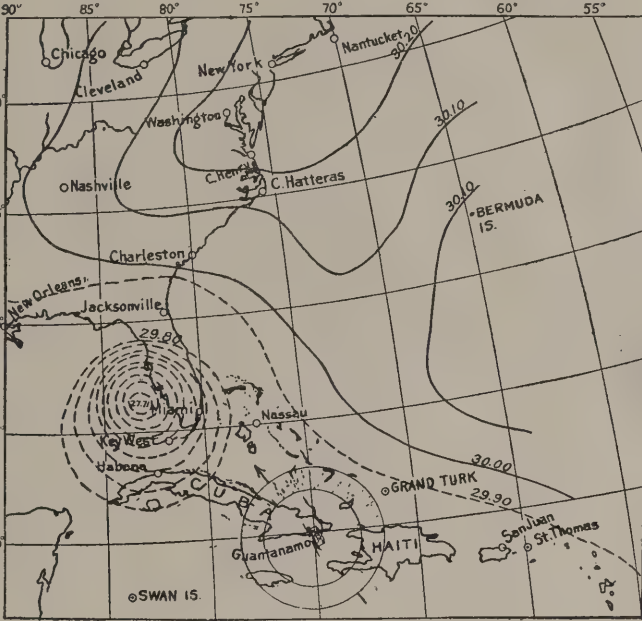 90° 85° 80° 75° 70° 65° 60° 55°
Chicago
Nantucket
30.20
New York
Cleveland
30.10
Washington
C. Henry
C. Hatteras
Nashville
30.10
BERMUDA
IS.
Charleston
New Orleans
Jacksonville
29.80
27.71
Miami
Nassau
Key West
Habana
30.00
GRAND TURK
29.90
CUBA
Guantanamo
HAITI
San Juan
St. Thomas
SWAN IS.